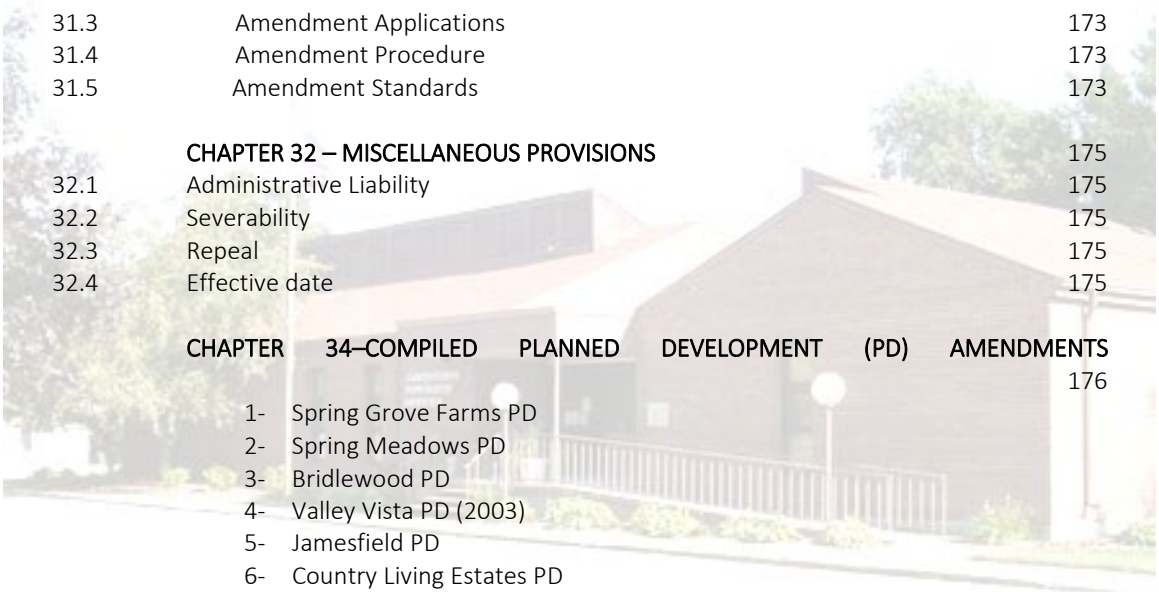 31.3 Amendment Applications 173
31.4 Amendment Procedure 173
31.5 Amendment Standards 173
CHAPTER 32 – MISCELLANEOUS PROVISIONS 175
32.1 Administrative Liability 175
32.2 Severability 175
32.3 Repeal 175
32.4 Effective date 175
CHAPTER 34–COMPILED PLANNED DEVELOPMENT (PD) AMENDMENTS
176
1- Spring Grove Farms PD
2- Spring Meadows PD
3- Bridlewood PD
4- Valley Vista PD (2003)
5- Jamesfield PD
6- Country Living Estates PD